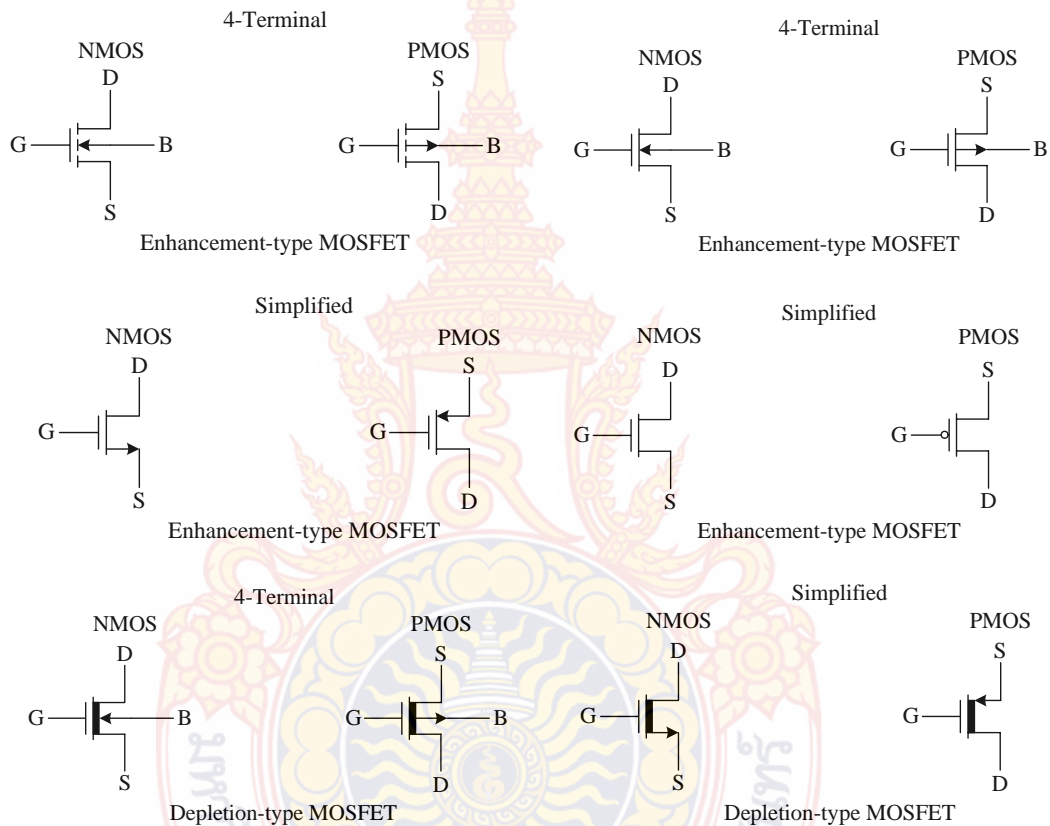 4-Terminal
NMOS
D
G
B
S
PMOS
S
G
B
D
Enhancement-type MOSFET
4-Terminal
NMOS
D
G
B
S
PMOS
S
G
B
D
Enhancement-type MOSFET
Simplified
NMOS
D
G
S
PMOS
S
G
D
Enhancement-type MOSFET
Simplified
NMOS
D
G
S
PMOS
S
G
D
Enhancement-type MOSFET
4-Terminal
NMOS
D
G
B
S
PMOS
S
G
B
D
Depletion-type MOSFET
Simplified
NMOS
D
G
S
PMOS
S
G
D
Depletion-type MOSFET